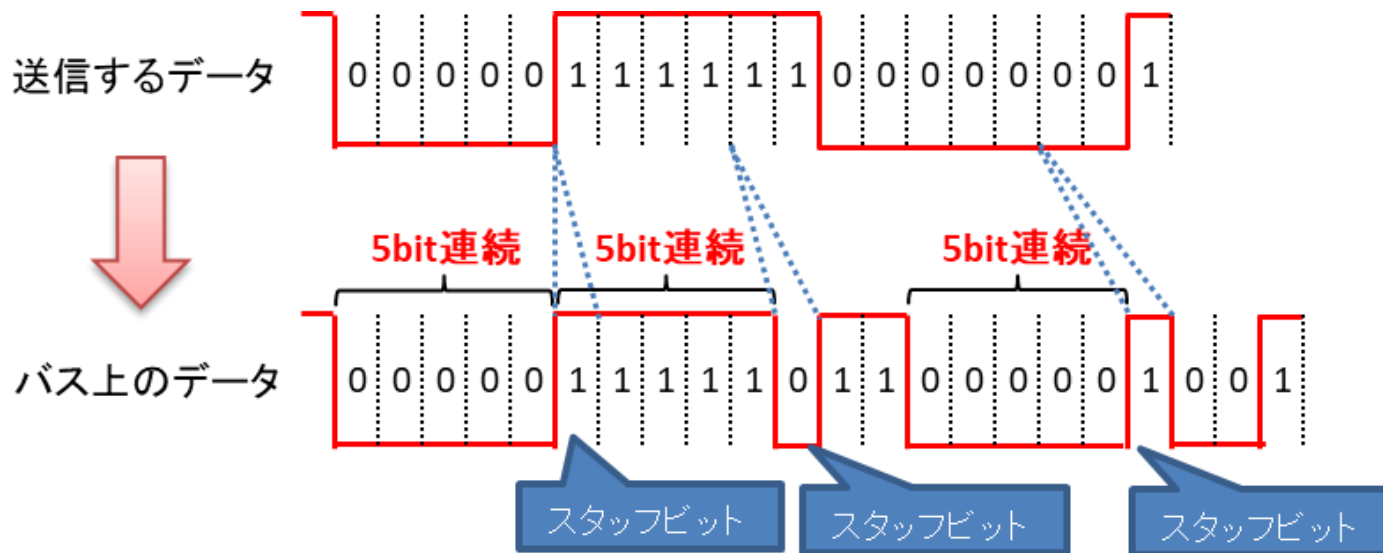 送信するデータ 0 0 0 0 0 1 1 1 1 1 1 0 0 0 0 0 0 0 1
5bit連続 5bit連続 5bit連続
バス上のデータ 0 0 0 0 0 1 1 1 1 1 0 1 1 0 0 0 0 0 1 0 0 1
スタッフビット スタッフビット スタッフビット